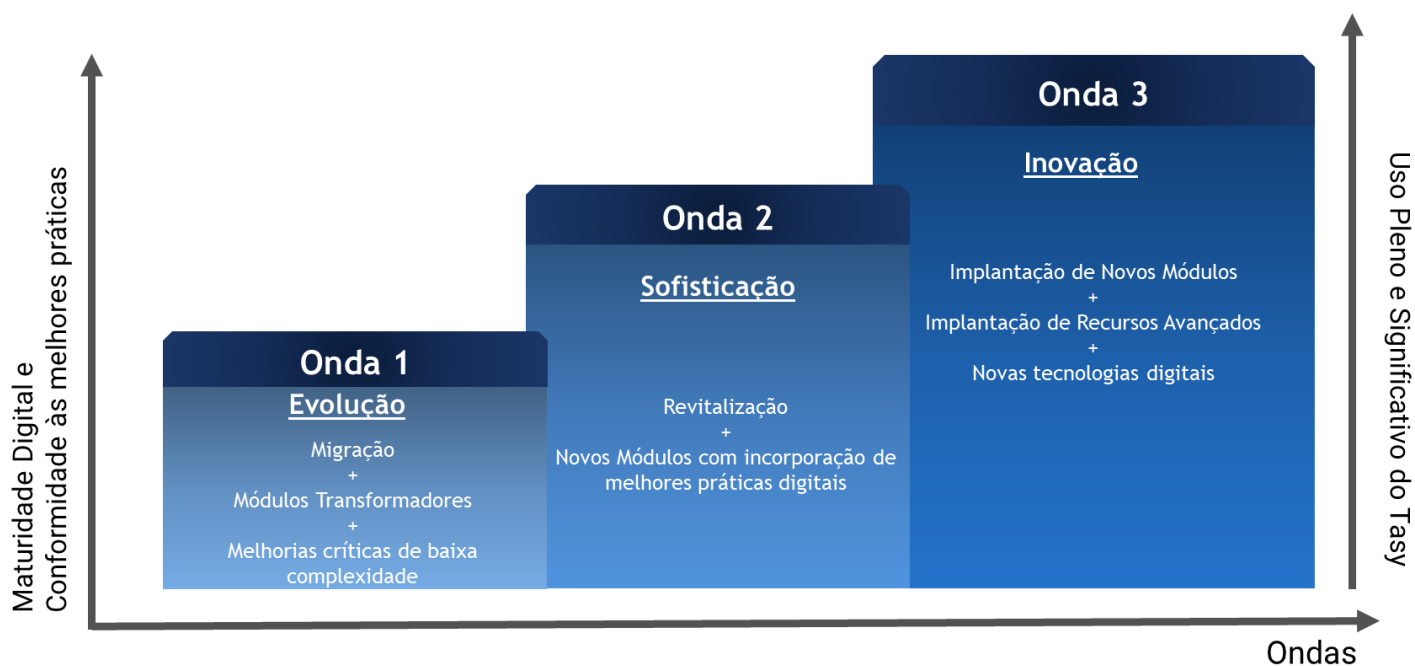 Maturidade Digital e
Conformidade às melhores práticas
Onda 1
Evolução
Migração
+
Módulos Transformadores
+
Melhorias críticas de baixa
complexidade
Onda 2
Sofisticação
Revitalização
+
Novos Módulos com incorporação de
melhores práticas digitais
Onda 3
Inovação
Implantação de Novos Módulos
+
Implantação de Recursos Avançados
+
Novas tecnologias digitais
Uso Pleno e Significativo do Tasy
Ondas